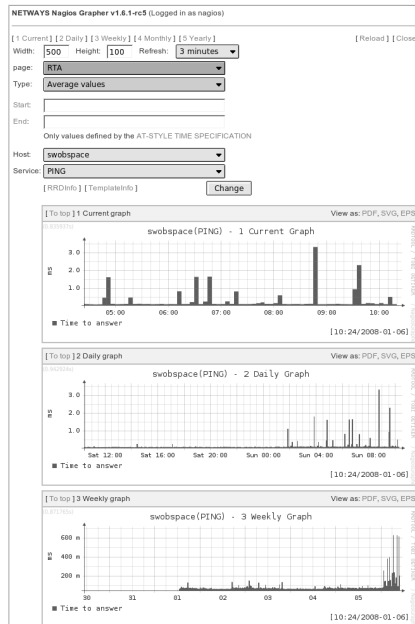 NETWAYS Nagios Grapher v1.6.1-rc5 (Logged in as nagios)
[ 1 Current ] [ 2 Daily ] [ 3 Weekly ] [ 4 Monthly ] [ 5 Yearly ] [ Reload ] [ Close
Width: 500 Height: 100 Refresh: 3 minutes
page: RTA
Type: Average values
Start:
End:
Only values defined by the AT-STYLE TIME SPECIFICATION
Host: swobspace
Service: PING
[ RRDInfo ] [ TemplateInfo ] Change
[ To top ] 1 Current graph View as: PDF, SVG, EPS
swobspace(PING) - 1 Current Graph
ms
3.0
2.0
1.0
05:00 06:00 07:00 08:00 09:00 10:00
Time to answer
[10:24/2008-01-06]
[ To top ] 2 Daily graph View as: PDF, SVG, EPS
swobspace(PING) - 2 Daily Graph
ms
3.0
2.0
1.0
Sat 12:00 Sat 16:00 Sat 20:00 Sun 00:00 Sun 04:00 Sun 08:00
Time to answer
[10:24/2008-01-06]
[ To top ] 3 Weekly graph View as: PDF, SVG, EPS
swobspace(PING) - 3 Weekly Graph
ms
600 m
400 m
200 m
30 31 01 02 03 04 05
Time to answer
[10:24/2008-01-06]